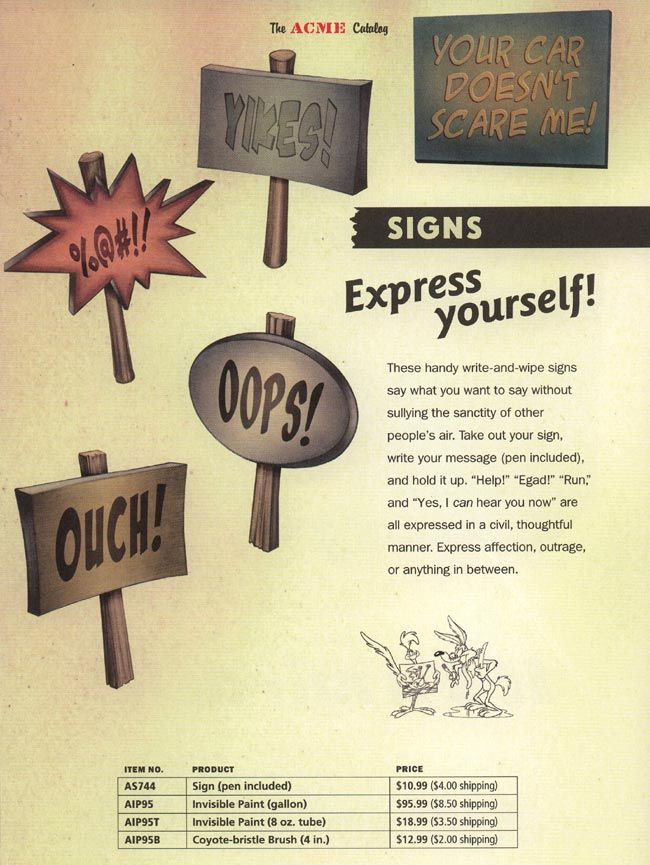 The ACME Catalog
YOUR CAR
DOESN'T
SCARE ME!
YIKES!
%@#!!
SIGNS
Express
yourself!
OOPS!
OUCH!
These handy write-and-wipe signs
say what you want to say without
sullying the sanctity of other
people's air. Take out your sign,
write your message (pen included),
and hold it up. “Help!” “Egad!” “Run,”
and “Yes, I can hear you now” are
all expressed in a civil, thoughtful
manner. Express affection, outrage,
or anything in between.
ITEM NO. PRODUCT PRICE
AS744 Sign (pen included) $10.99 ($4.00 shipping)
AIP95 Invisible Paint (gallon) $95.99 ($8.50 shipping)
AIP95T Invisible Paint (8 oz. tube) $18.99 ($3.50 shipping)
AIP95B Coyote-bristle Brush (4 in.) $12.99 ($2.00 shipping)